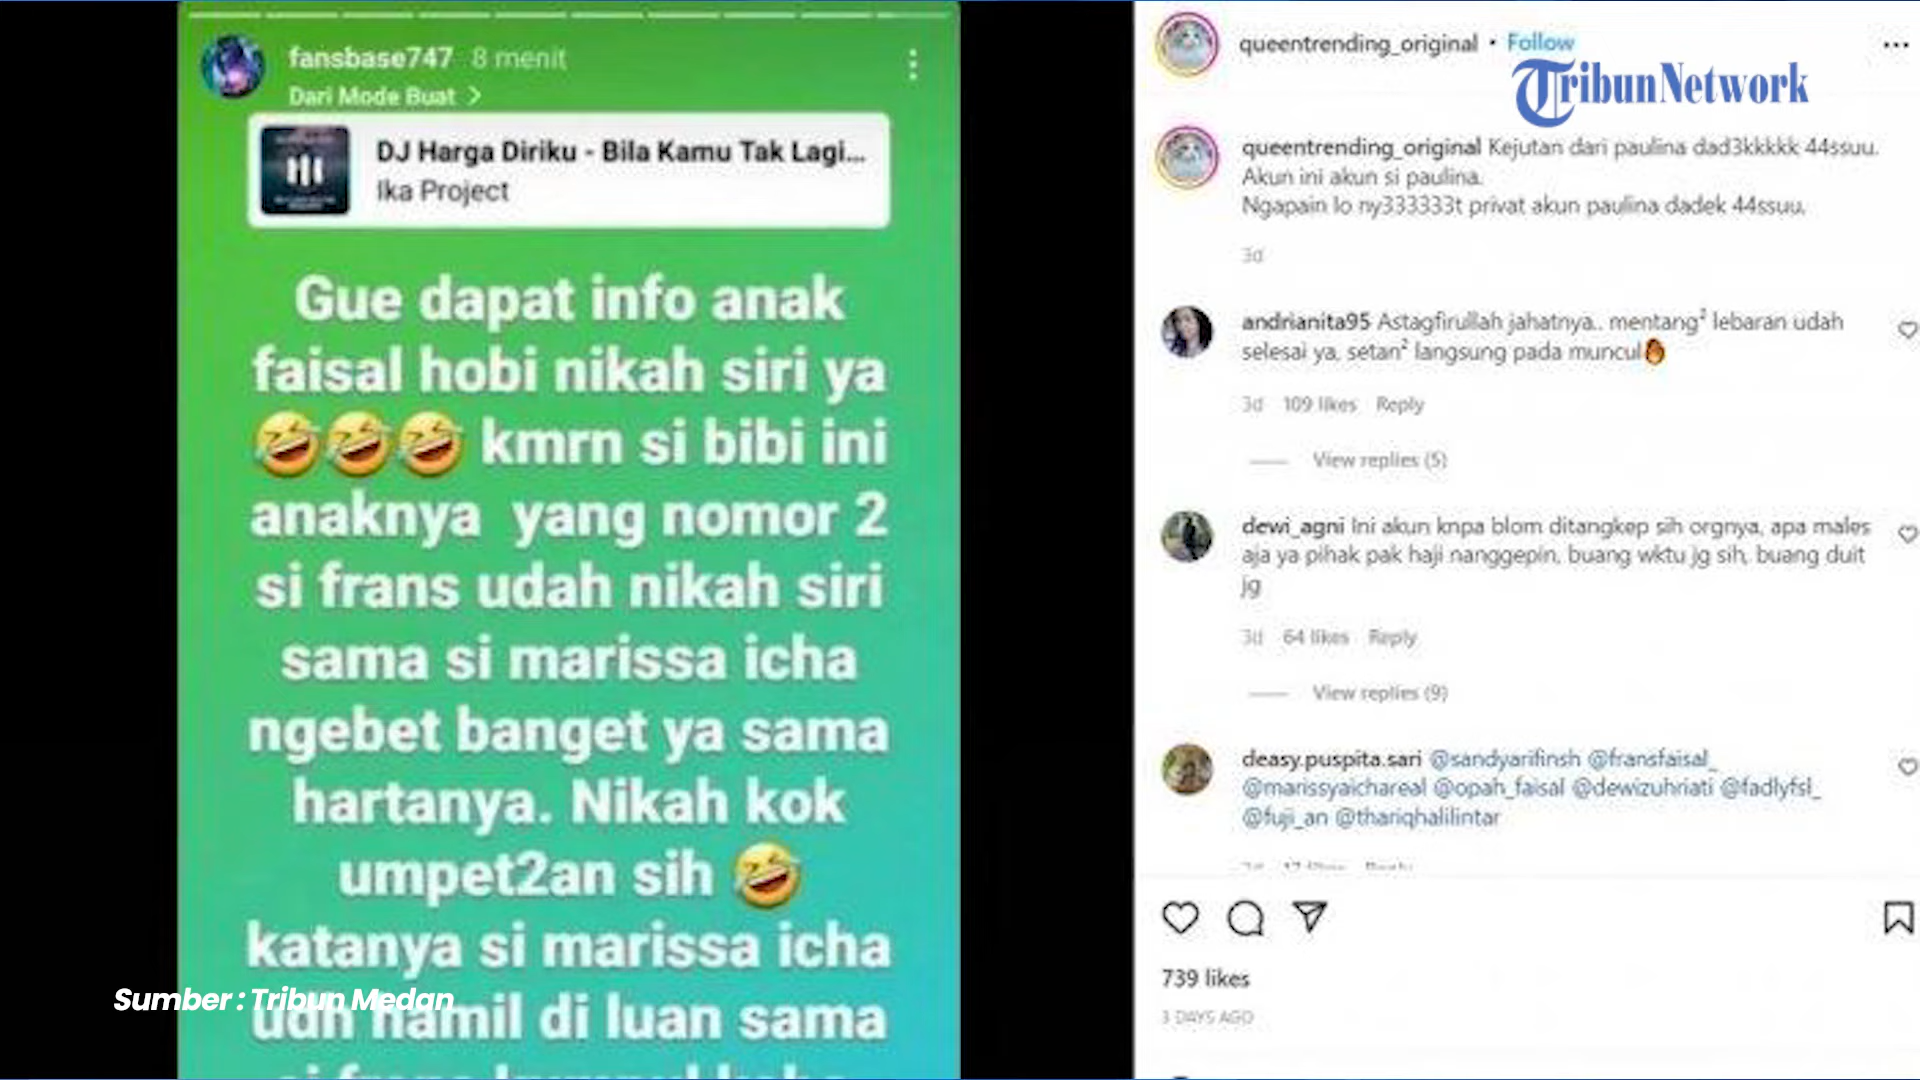 fansbase747 8 menit
Dari Mode Buat >
DJ Harga Diriku - Bila Kamu Tak Lagi...
Ika Project
Gue dapat info anak
faisal hobi nikah siri ya
🤣🤣🤣 kmrn si bibi ini
anaknya yang nomor 2
si frans udah nikah siri
sama si marissa icha
ngebet banget ya sama
hartanya. Nikah kok
umpet2an sih 🤣
katanya si marissa icha
udh hamil di luan sama
Sumber : Tribun Medan
queentrending_original • Follow
TribunNetwork
queentrending_original Kejutan dari paulina dad3kkkkk 44ssuu.
Akun ini akun si paulina.
Ngapain lo ny333333t privat akun paulina dadek 44ssuu.
3d
andrianita95 Astagfirullah jahatnya.. mentang² lebaran udah
selesai ya, setan² langsung pada muncul
3d 109 likes Reply
View replies (5)
dewi_agni Ini akun knpa blom ditangkep sih orgnya, apa males
aja ya pihak pak haji nanggepin, buang wktu jg sih, buang duit
jg
3d 64 likes Reply
View replies (9)
deasy.puspita.sari @sandyarifinsh @fransfaisal_
@marissyaichareal @opah_faisal @dewizuhriati @fadlyfsl_
@fuji_an @thariqhalilintar
739 likes
3 DAYS AGO